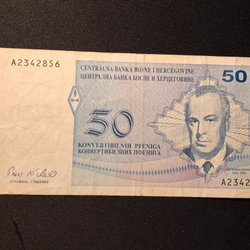 CENTRALNA BANKA BOSNE I HERCEGOVINE
ЦЕНТРАЛНА БАНКА БОСНЕ И ХЕРЦЕГОВИНЕ
A2342856
50
50
KONVERTIBILNIH PFENIGA
КОНВЕРТИБИЛНИХ ПФЕНИГА
A2342